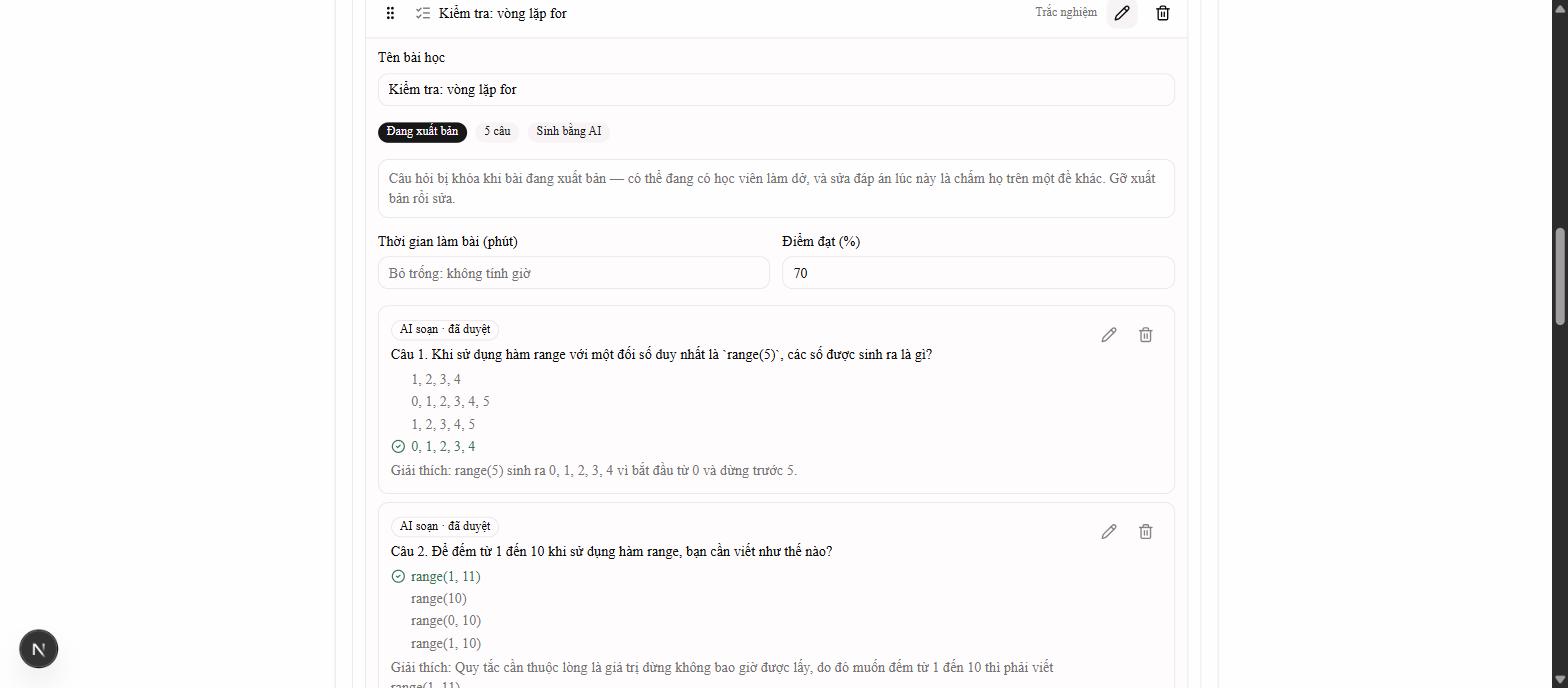 Kiểm tra: vòng lặp for
Trắc nghiệm
Tên bài học
Kiểm tra: vòng lặp for
Đang xuất bản
5 câu
Sinh bằng AI
Câu hỏi bị khóa khi bài đang xuất bản — có thể đang có học viên làm dở, và sửa đáp án lúc này là chấm họ trên một đề khác. Gỡ xuất
bản rồi sửa.
Thời gian làm bài (phút)
Điểm đạt (%)
Bỏ trống: không tính giờ
70
AI soạn · đã duyệt
Câu 1. Khi sử dụng hàm range với một đối số duy nhất là `range(5)`, các số được sinh ra là gì?
1, 2, 3, 4
0, 1, 2, 3, 4, 5
1, 2, 3, 4, 5
0, 1, 2, 3, 4
Giải thích: range(5) sinh ra 0, 1, 2, 3, 4 vì bắt đầu từ 0 và dừng trước 5.
AI soạn · đã duyệt
Câu 2. Để đếm từ 1 đến 10 khi sử dụng hàm range, bạn cần viết như thế nào?
range(1, 11)
range(10)
range(0, 10)
range(1, 10)
Giải thích: Quy tắc cần thuộc lòng là giá trị dừng không bao giờ được lấy, do đó muốn đếm từ 1 đến 10 thì phải viết
range(1, 11)
N